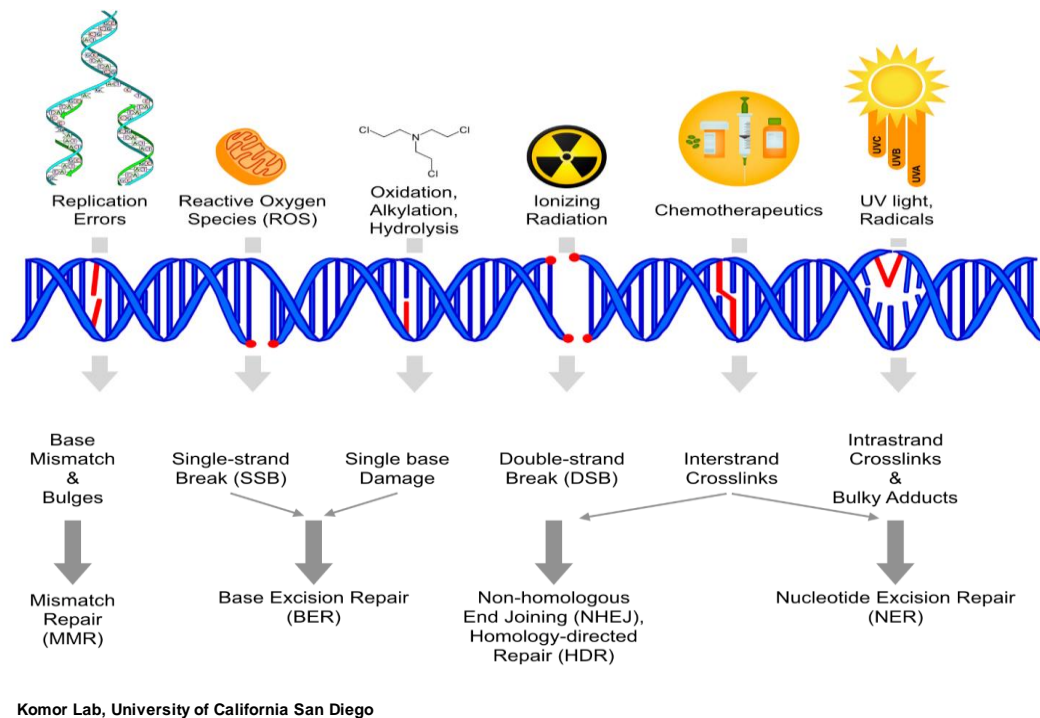 Replication
Errors
Reactive Oxygen
Species (ROS)
Cl
Cl
N
Cl
Oxidation,
Alkylation,
Hydrolysis
Ionizing
Radiation
Chemotherapeutics
UVC
UVB
UVA
UV light,
Radicals
Base
Mismatch
&
Bulges
Single-strand
Break (SSB)
Single base
Damage
Double-strand
Break (DSB)
Interstrand
Crosslinks
Intrastrand
Crosslinks
&
Bulky Adducts
Mismatch
Repair
(MMR)
Base Excision Repair
(BER)
Non-homologous
End Joining (NHEJ),
Homology-directed
Repair (HDR)
Nucleotide Excision Repair
(NER)
Komor Lab, University of California San Diego